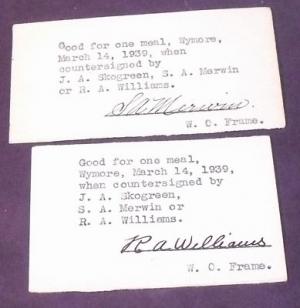 Good for one meal, Wymore,
March 14, 1939, when
countersigned by
J. A. Skogreen, S. A. Merwin
or R. A. Williams.
S.A. Merwin.
W. O. Frame.
Good for one meal,
Wymore, March 14, 1939,
when countersigned by
J. A. Skogreen,
S. A. Merwin or
R. A. Williams.
R. A. Williams
W. O. Frame.